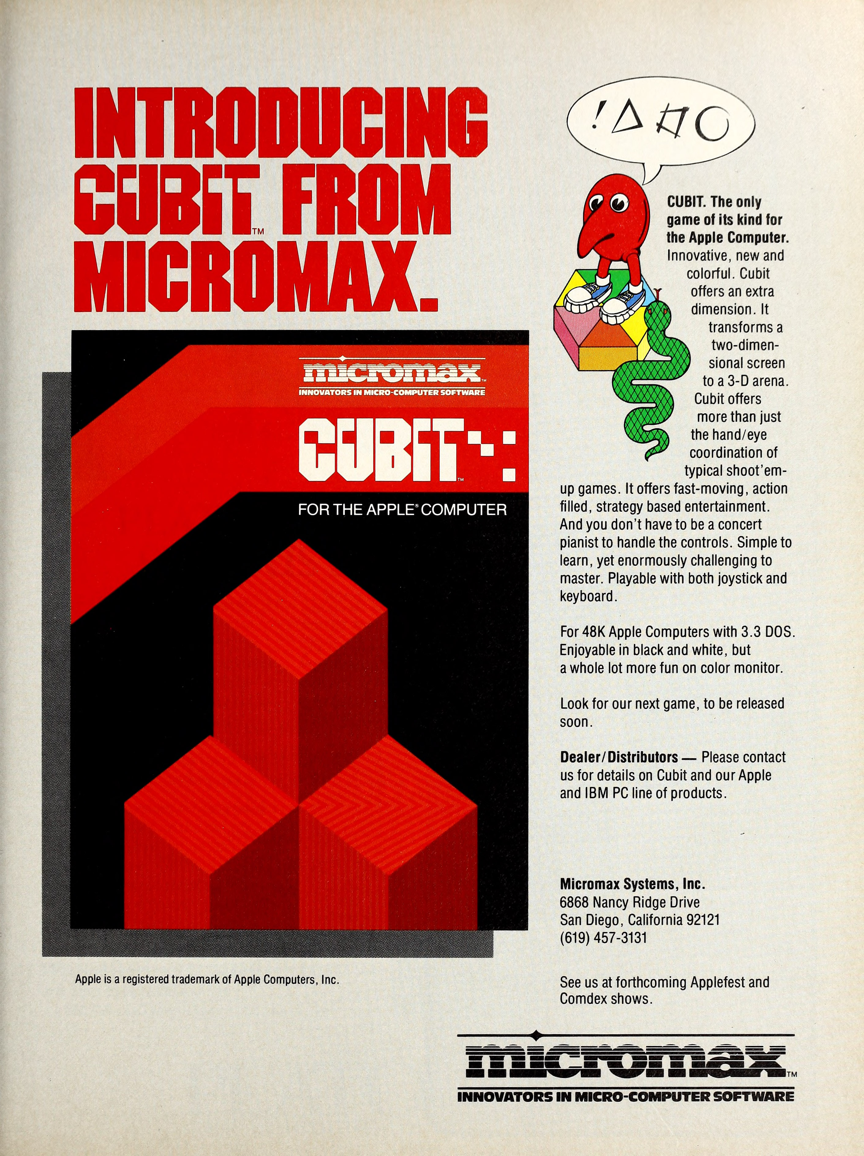 INTRODUCING
CUBIT™ FROM
MICROMAX.
micromax™
INNOVATORS IN MICRO-COMPUTER SOFTWARE
CUBIT™
FOR THE APPLE® COMPUTER
Apple is a registered trademark of Apple Computers, Inc.
CUBIT. The only
game of its kind for
the Apple Computer.
Innovative, new and
colorful. Cubit
offers an extra
dimension. It
transforms a
two-dimen-
sional screen
to a 3-D arena.
Cubit offers
more than just
the hand/eye
coordination of
typical shoot'em-
up games. It offers fast-moving, action
filled, strategy based entertainment.
And you don't have to be a concert
pianist to handle the controls. Simple to
learn, yet enormously challenging to
master. Playable with both joystick and
keyboard.
For 48K Apple Computers with 3.3 DOS.
Enjoyable in black and white, but
a whole lot more fun on color monitor.
Look for our next game, to be released
soon.
Dealer/Distributors — Please contact
us for details on Cubit and our Apple
and IBM PC line of products.
Micromax Systems, Inc.
6868 Nancy Ridge Drive
San Diego, California 92121
(619) 457-3131
See us at forthcoming Applefest and
Comdex shows.
micromax™
INNOVATORS IN MICRO-COMPUTER SOFTWARE